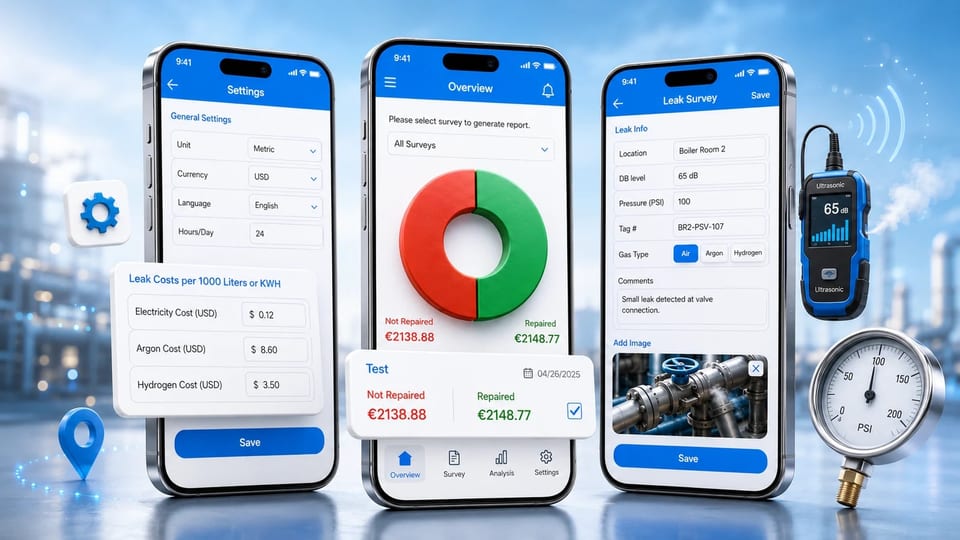 9:41
Settings
General Settings
Unit Metric
Currency USD
Language English
Hours/Day 24
Leak Costs per 1000 Liters or KWH
Electricity Cost (USD) $ 0.12
Argon Cost (USD) $ 8.60
Hydrogen Cost (USD) $ 3.50
Save
9:41
Overview
Please select survey to generate report.
All Surveys
Not Repaired
€2138.88
Repaired
€2148.77
Test 04/26/2025
Not Repaired Repaired
€2138.88 €2148.77
Overview Survey Analysis Settings
9:41
Leak Survey Save
Leak Info
Location Boiler Room 2
DB level 65 dB
Pressure (PSI) 100
Tag # BR2-PSV-107
Gas Type Air Argon Hydrogen
Comments
Small leak detected at valve
connection.
Add Image
Save
Ultrasonic
65 dB
Ultrasonic
0 50 100 150 200
PSI